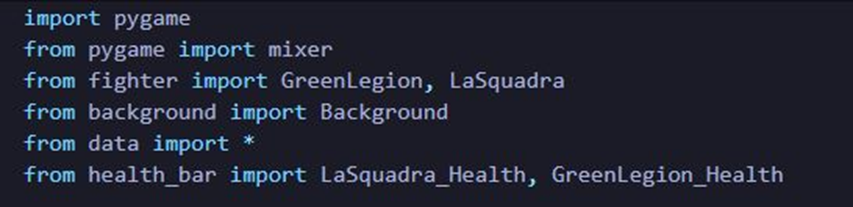 import pygame
from pygame import mixer
from fighter import GreenLegion, LaSquadra
from background import Background
from data import *
from health_bar import LaSquadra_Health, GreenLegion_Health